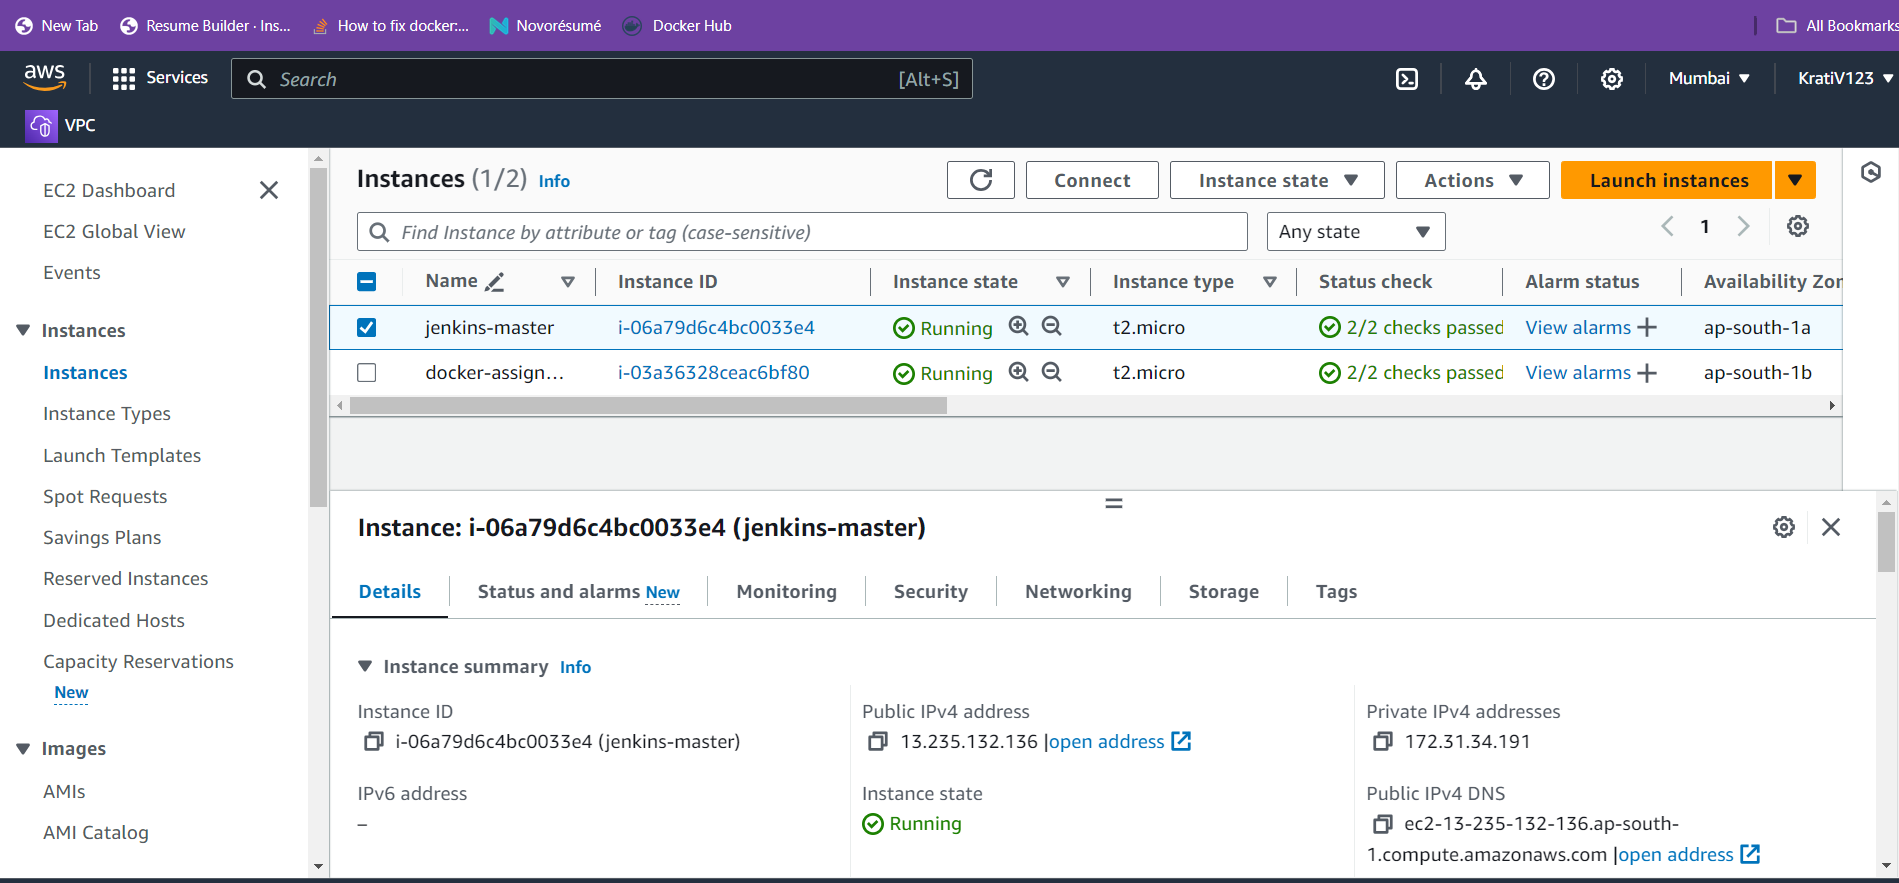 New Tab Resume Builder · Ins... How to fix docker:... Novorésumé Docker Hub All Bookmarks
aws Services Search [Alt+S] Mumbai KratiV123
VPC
EC2 Dashboard
EC2 Global View
Events
Instances
Instances
Instance Types
Launch Templates
Spot Requests
Savings Plans
Reserved Instances
Dedicated Hosts
Capacity Reservations
New
Images
AMIs
AMI Catalog
Instances (1/2) Info Connect Instance state Actions Launch instances
Find Instance by attribute or tag (case-sensitive) Any state 1
Name Instance ID Instance state Instance type Status check Alarm status Availability Zon
jenkins-master i-06a79d6c4bc0033e4 Running t2.micro 2/2 checks passed View alarms ap-south-1a
docker-assign... i-03a36328ceac6bf80 Running t2.micro 2/2 checks passed View alarms ap-south-1b
Instance: i-06a79d6c4bc0033e4 (jenkins-master)
Details Status and alarms New Monitoring Security Networking Storage Tags
Instance summary Info
Instance ID
i-06a79d6c4bc0033e4 (jenkins-master)
IPv6 address
–
Public IPv4 address
13.235.132.136 |open address
Instance state
Running
Private IPv4 addresses
172.31.34.191
Public IPv4 DNS
ec2-13-235-132-136.ap-south-
1.compute.amazonaws.com |open address